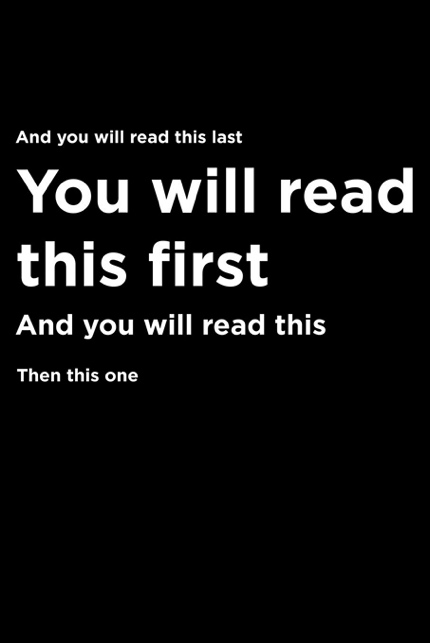 And you will read this last
You will read
this first
And you will read this
Then this one